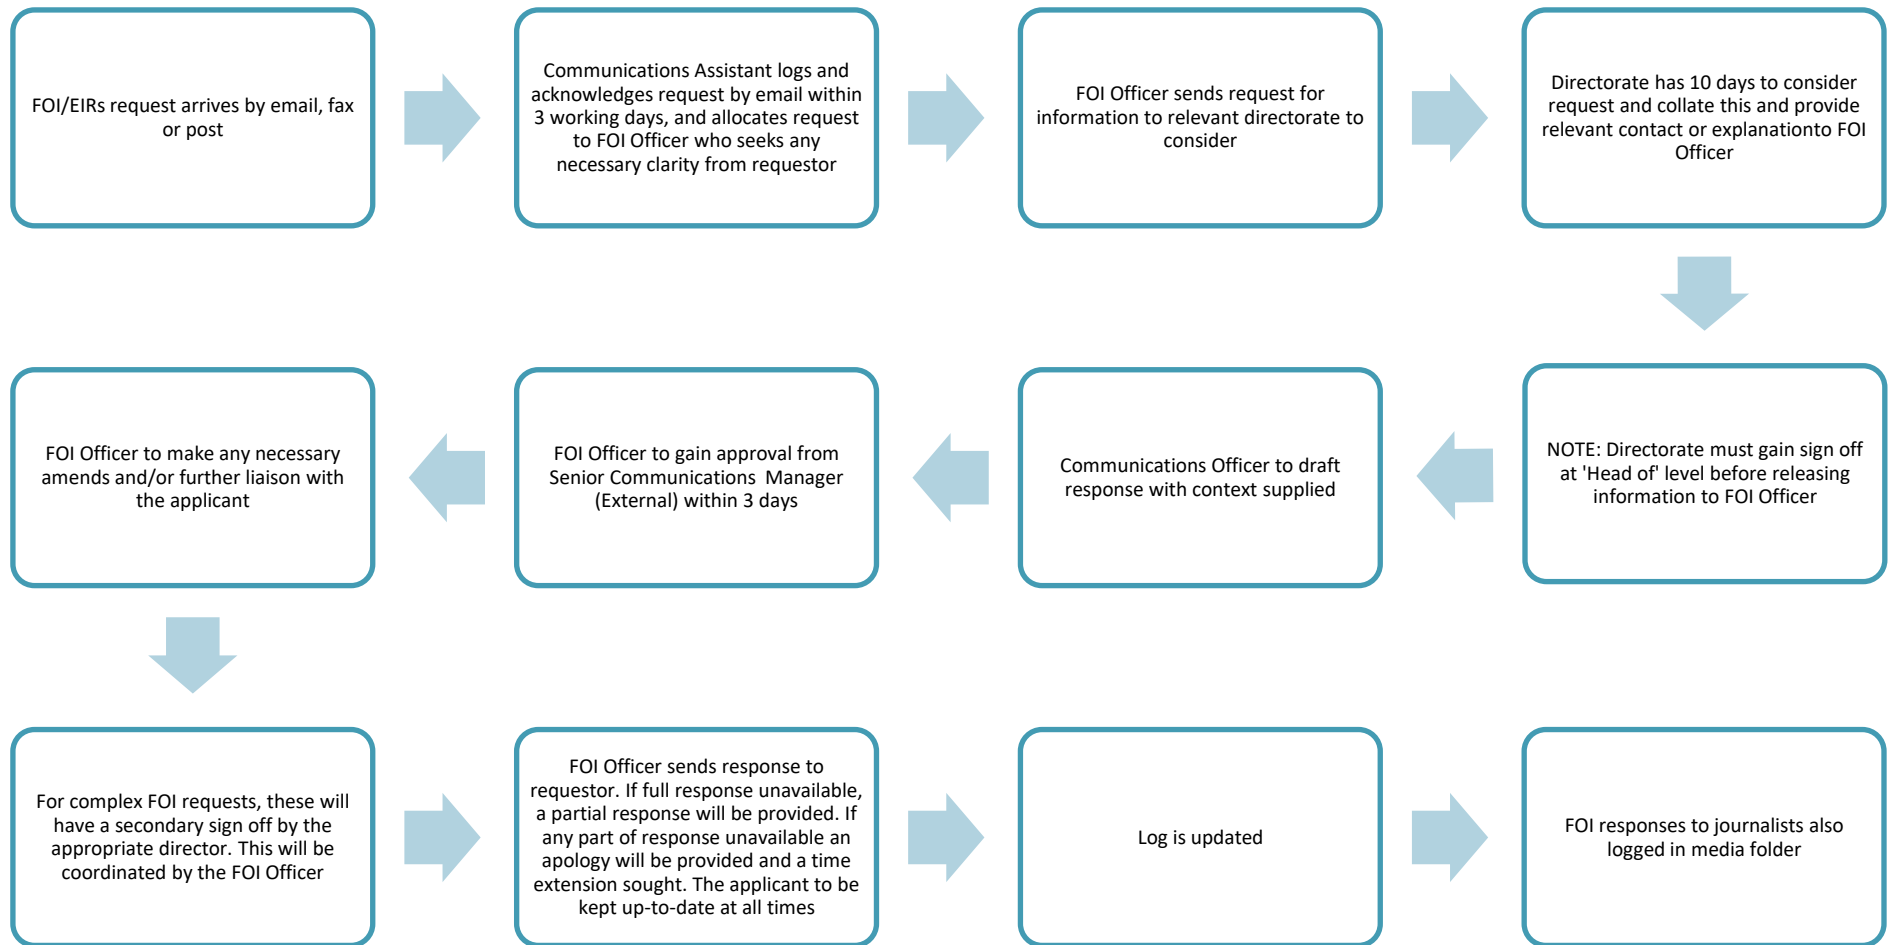 FOI/EIRs request arrives by email, fax
or post
Communications Assistant logs and
acknowledges request by email within
3 working days, and allocates request
to FOI Officer who seeks any
necessary clarity from requestor
FOI Officer sends request for
information to relevant directorate to
consider
Directorate has 10 days to consider
request and collate this and provide
relevant contact or explanationto FOI
Officer
NOTE: Directorate must gain sign off
at 'Head of' level before releasing
information to FOI Officer
Communications Officer to draft
response with context supplied
FOI Officer to gain approval from
Senior Communications Manager
(External) within 3 days
FOI Officer to make any necessary
amends and/or further liaison with
the applicant
For complex FOI requests, these will
have a secondary sign off by the
appropriate director. This will be
coordinated by the FOI Officer
FOI Officer sends response to
requestor. If full response unavailable,
a partial response will be provided. If
any part of response unavailable an
apology will be provided and a time
extension sought. The applicant to be
kept up-to-date at all times
Log is updated
FOI responses to journalists also
logged in media folder